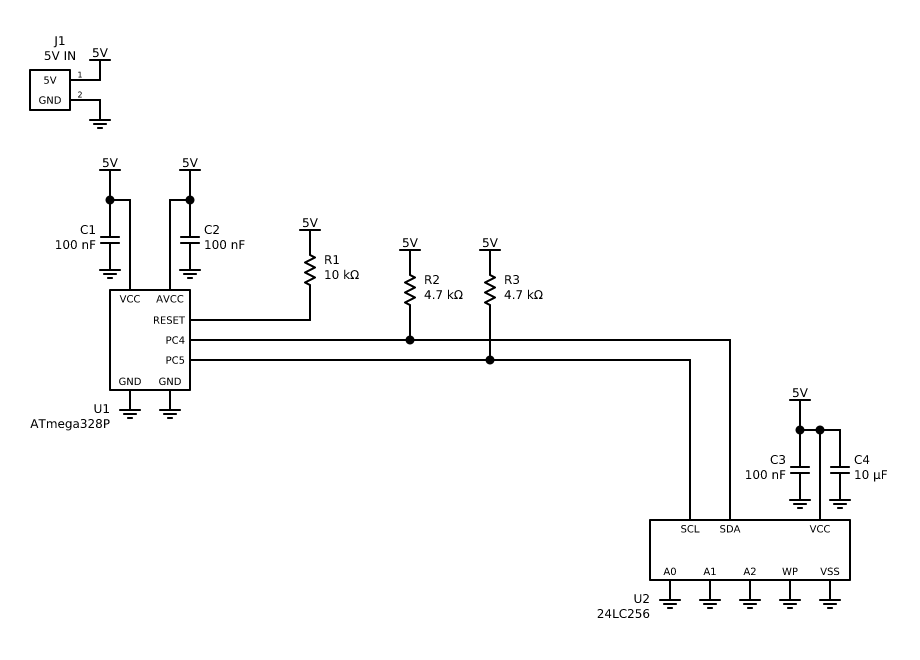 J1
5V IN
5V
5V
1
GND
2
5V
5V
C1
100 nF
C2
100 nF
5V
R1
10 kΩ
5V
R2
4.7 kΩ
5V
R3
4.7 kΩ
VCC
AVCC
RESET
PC4
PC5
GND
GND
U1
ATmega328P
5V
C3
100 nF
C4
10 µF
SCL
SDA
VCC
A0
A1
A2
WP
VSS
U2
24LC256